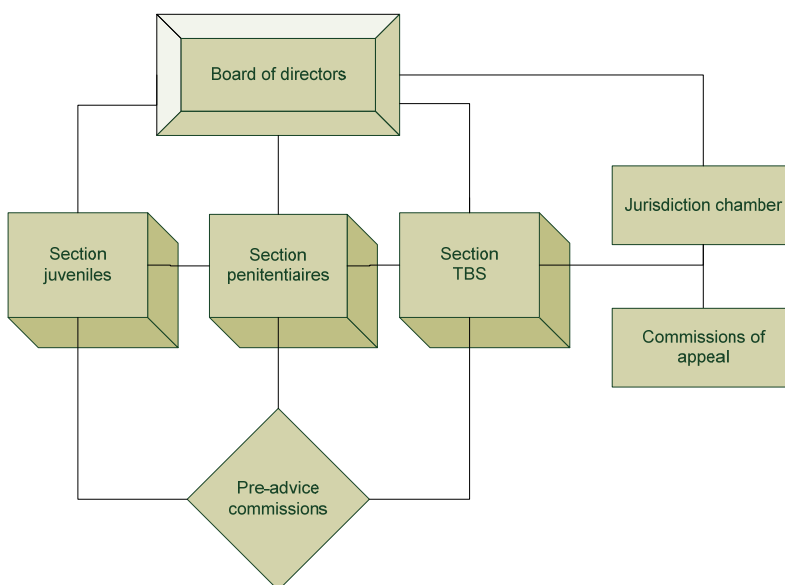 Board of directors
Jurisdiction chamber
Section
juveniles
Section
penitentiaires
Section
TBS
Commissions of
appeal
Pre-advice
commissions